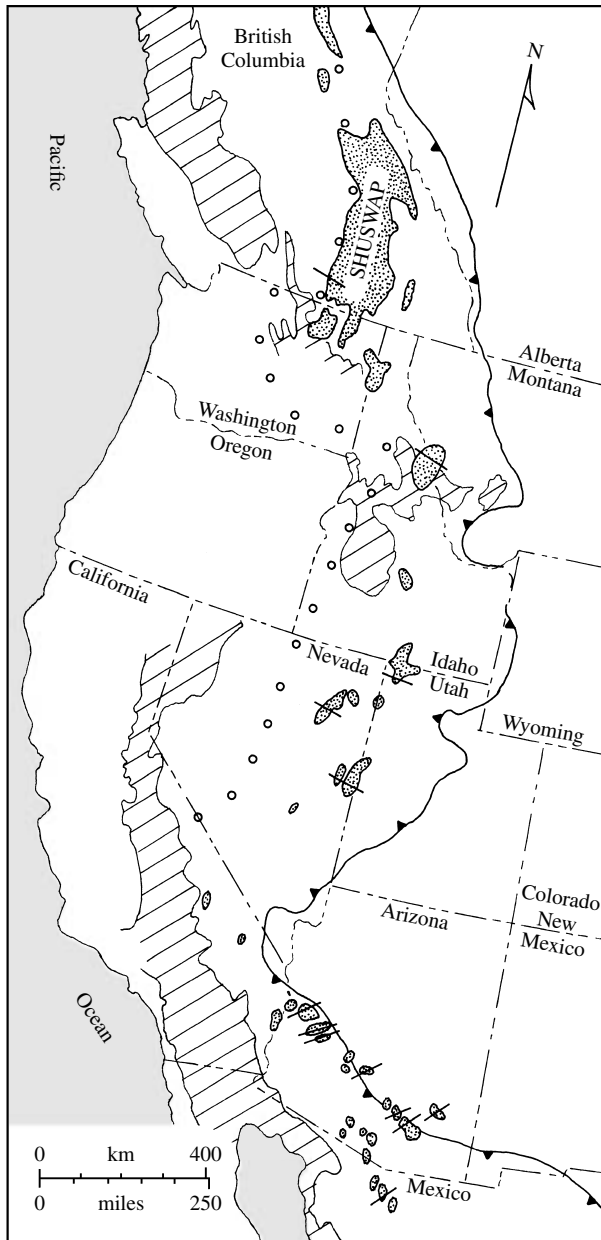 British
Columbia
N
Pacific
SHUSWAP
Alberta
Montana
Washington
Oregon
California
Nevada
Idaho
Utah
Wyoming
Colorado
New
Mexico
Arizona
Ocean
0 km 400
0 miles 250
Mexico